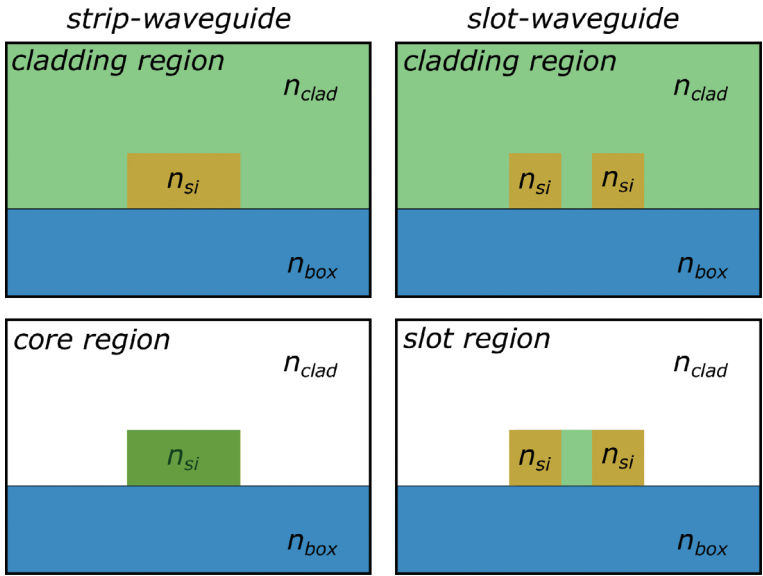 strip-waveguide
slot-waveguide
cladding region
n_clad
n_si
n_box
cladding region
n_clad
n_si
n_si
n_box
core region
n_clad
n_si
n_box
slot region
n_clad
n_si
n_si
n_box